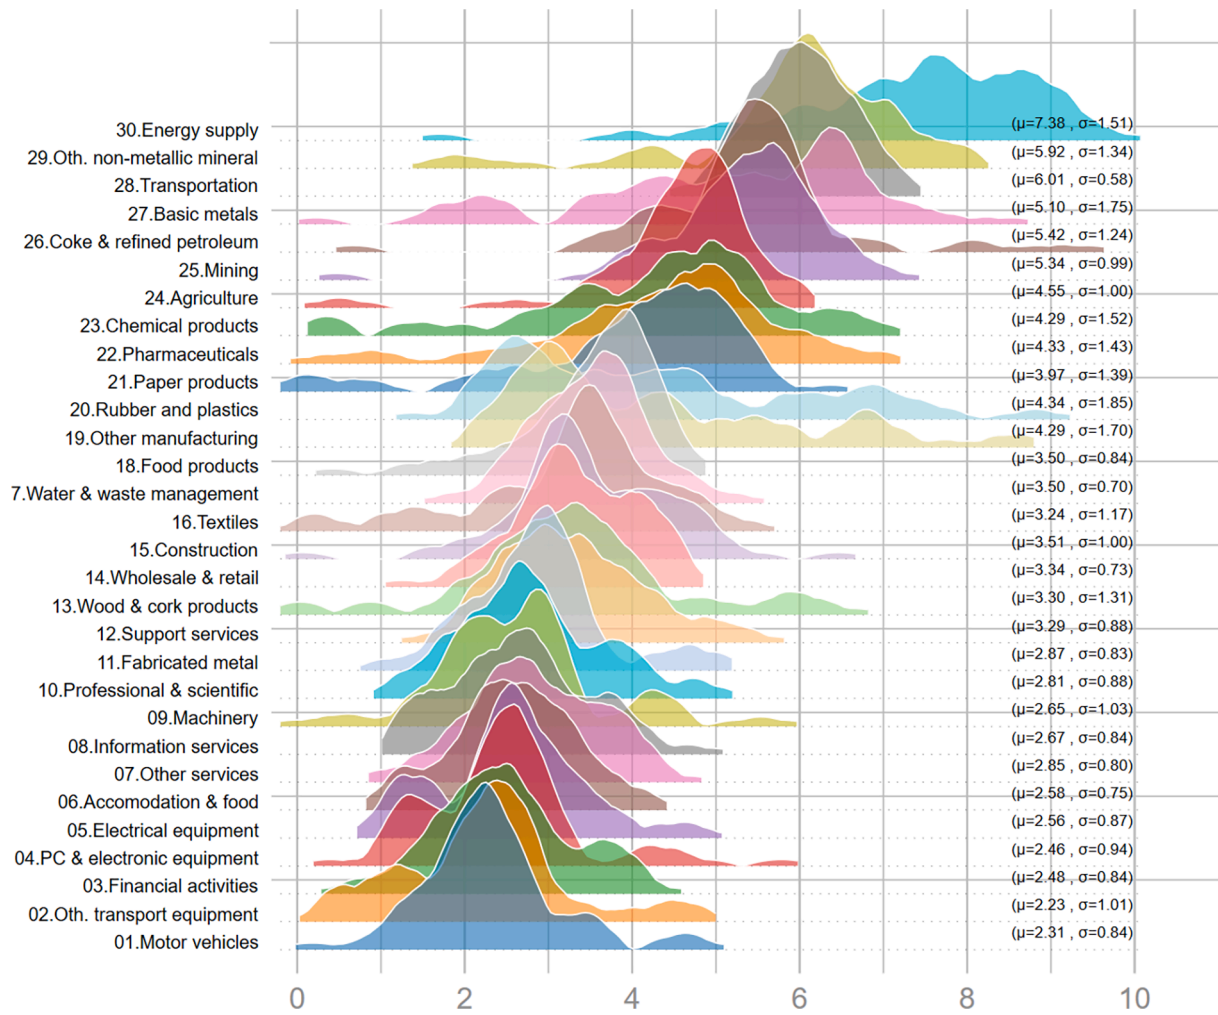 30.Energy supply (μ=7.38 , σ=1.51)
29.Oth. non-metallic mineral (μ=5.92 , σ=1.34)
28.Transportation (μ=6.01 , σ=0.58)
27.Basic metals (μ=5.10 , σ=1.75)
26.Coke & refined petroleum (μ=5.42 , σ=1.24)
25.Mining (μ=5.34 , σ=0.99)
24.Agriculture (μ=4.55 , σ=1.00)
23.Chemical products (μ=4.29 , σ=1.52)
22.Pharmaceuticals (μ=4.33 , σ=1.43)
21.Paper products (μ=3.97 , σ=1.39)
20.Rubber and plastics (μ=4.34 , σ=1.85)
19.Other manufacturing (μ=4.29 , σ=1.70)
18.Food products (μ=3.50 , σ=0.84)
7.Water & waste management (μ=3.50 , σ=0.70)
16.Textiles (μ=3.24 , σ=1.17)
15.Construction (μ=3.51 , σ=1.00)
14.Wholesale & retail (μ=3.34 , σ=0.73)
13.Wood & cork products (μ=3.30 , σ=1.31)
12.Support services (μ=3.29 , σ=0.88)
11.Fabricated metal (μ=2.87 , σ=0.83)
10.Professional & scientific (μ=2.81 , σ=0.88)
09.Machinery (μ=2.65 , σ=1.03)
08.Information services (μ=2.67 , σ=0.84)
07.Other services (μ=2.85 , σ=0.80)
06.Accomodation & food (μ=2.58 , σ=0.75)
05.Electrical equipment (μ=2.56 , σ=0.87)
04.PC & electronic equipment (μ=2.46 , σ=0.94)
03.Financial activities (μ=2.48 , σ=0.84)
02.Oth. transport equipment (μ=2.23 , σ=1.01)
01.Motor vehicles (μ=2.31 , σ=0.84)
0 2 4 6 8 10